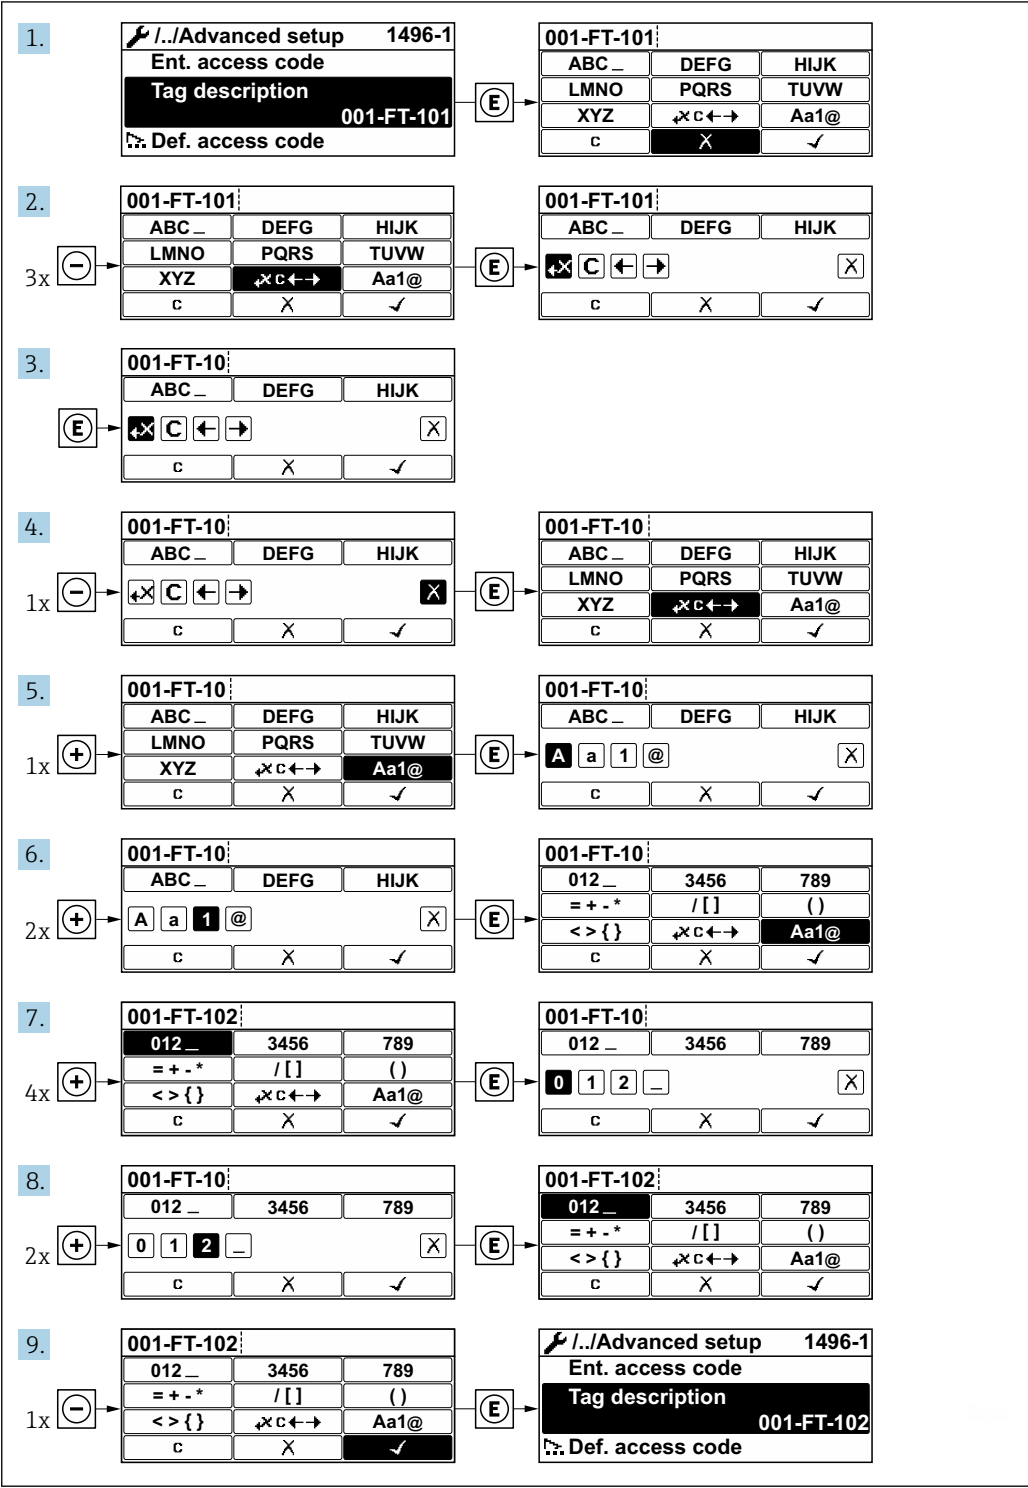 1.
/../Advanced setup 1496-1
Ent. access code
Tag description
001-FT-101
Def. access code
E
001-FT-101
ABC_ DEFG HIJK
LMNO PQRS TUVW
XYZ C Aa1@
C
2.
3x
001-FT-101
ABC_ DEFG HIJK
LMNO PQRS TUVW
XYZ C Aa1@
C
E
001-FT-101
ABC_ DEFG HIJK
C
C
3.
E
001-FT-10
ABC_ DEFG HIJK
C
C
4.
1x
001-FT-10
ABC_ DEFG HIJK
C
C
E
001-FT-10
ABC_ DEFG HIJK
LMNO PQRS TUVW
XYZ C Aa1@
C
5.
1x
001-FT-10
ABC_ DEFG HIJK
LMNO PQRS TUVW
XYZ C Aa1@
C
E
001-FT-10
ABC_ DEFG HIJK
A a 1 @
C
6.
2x
001-FT-10
ABC_ DEFG HIJK
A a 1 @
C
E
001-FT-10
012_ 3456 789
= + - * / [ ] ( )
< > { } C Aa1@
C
7.
4x
001-FT-102
012_ 3456 789
= + - * / [ ] ( )
< > { } C Aa1@
C
E
001-FT-10
012_ 3456 789
0 1 2 _
C
8.
2x
001-FT-10
012_ 3456 789
0 1 2 _
C
E
001-FT-102
012_ 3456 789
= + - * / [ ] ( )
< > { } C Aa1@
C
9.
1x
001-FT-102
012_ 3456 789
= + - * / [ ] ( )
< > { } C Aa1@
C
E
/../Advanced setup 1496-1
Ent. access code
Tag description
001-FT-102
Def. access code